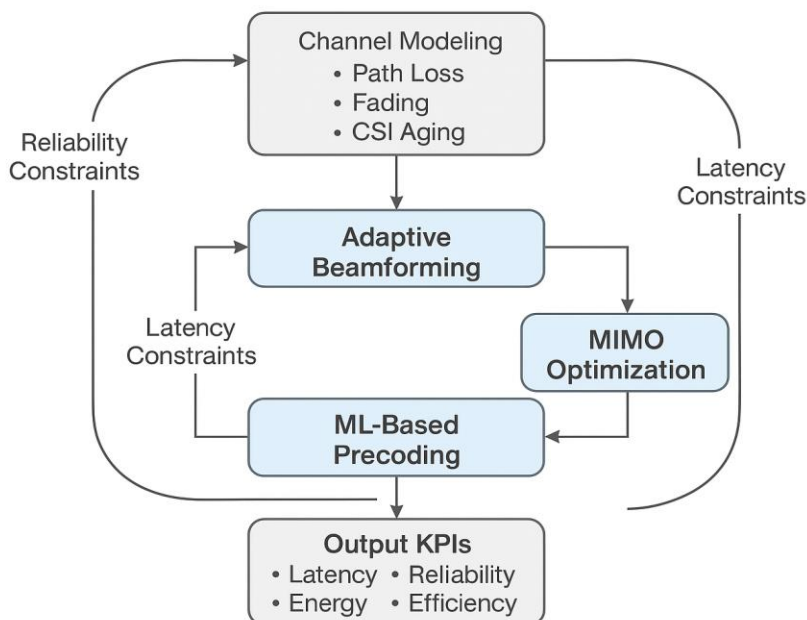 Channel Modeling
• Path Loss
• Fading
• CSI Aging
Reliability
Constraints
Latency
Constraints
Adaptive
Beamforming
Latency
Constraints
MIMO
Optimization
ML-Based
Precoding
Output KPIs
• Latency • Reliability
• Energy • Efficiency